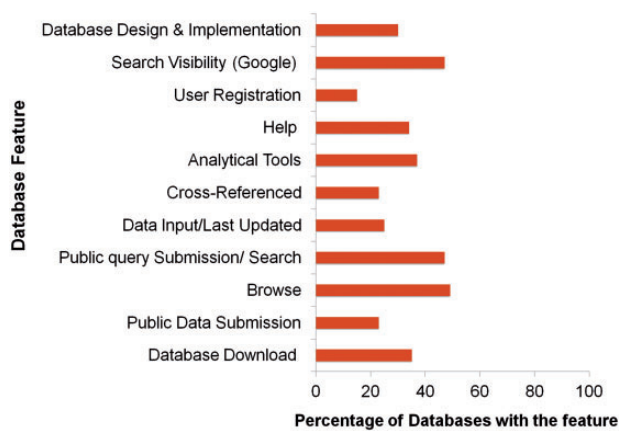 Database Feature
Database Design & Implementation
Search Visibility (Google)
User Registration
Help
Analytical Tools
Cross-Referenced
Data Input/Last Updated
Public query Submission/ Search
Browse
Public Data Submission
Database Download
0 20 40 60 80 100
Percentage of Databases with the feature